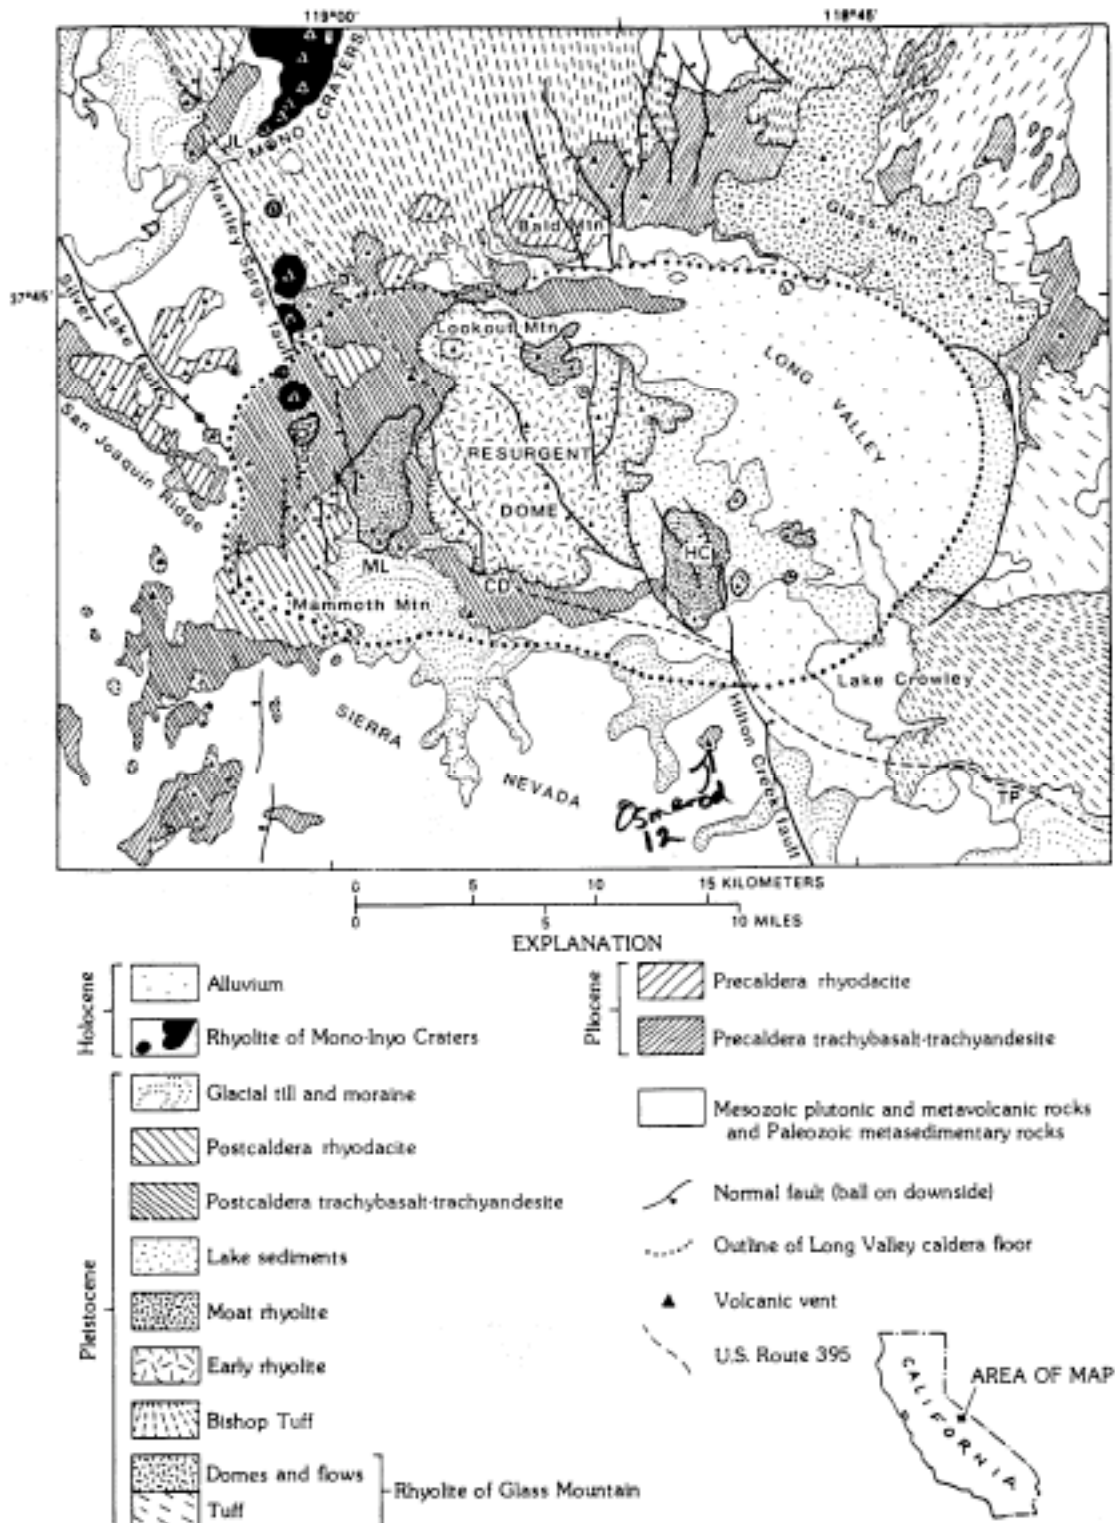 119°00'
118°45'
MONO CRATERS
JL
Hartley Springs fault
Glass Mtn
Bald Mtn
37°45'
Silver Lake fault
Lookout Mtn
LONG VALLEY
San Joaquin Ridge
RESURGENT
DOME
HC
ML
CD
Mammoth Mtn
Lake Crowley
SIERRA
NEVADA
Hilton Creek fault
TP
12
0 5 10 15 KILOMETERS
0 5 10 MILES
EXPLANATION
Holocene
Alluvium
Rhyolite of Mono-Inyo Craters
Pleistocene
Glacial till and moraine
Postcaldera rhyodacite
Postcaldera trachybasalt-trachyandesite
Lake sediments
Moat rhyolite
Early rhyolite
Bishop Tuff
Domes and flows
Tuff
Rhyolite of Glass Mountain
Pliocene
Precaldera rhyodacite
Precaldera trachybasalt-trachyandesite
Mesozoic plutonic and metavolcanic rocks
and Paleozoic metasedimentary rocks
Normal fault (ball on downside)
Outline of Long Valley caldera floor
Volcanic vent
U.S. Route 395
AREA OF MAP
CALIFORNIA